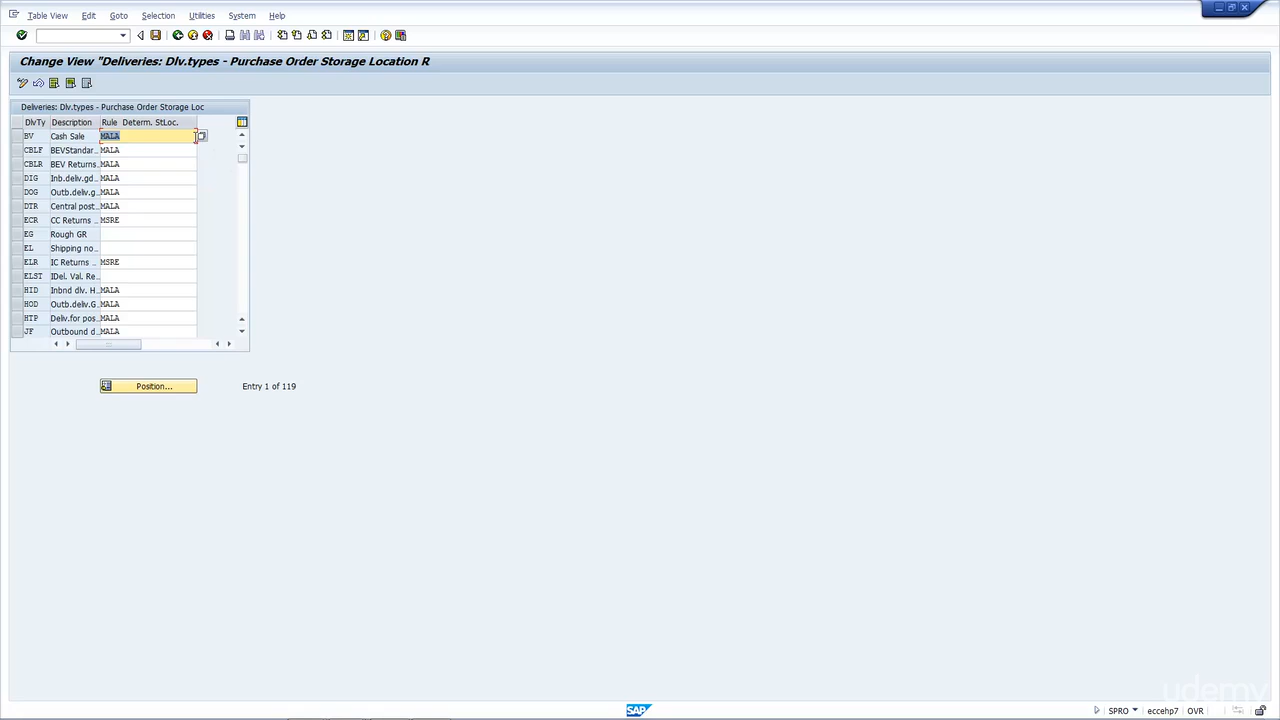 Table View Edit Goto Selection Utilities System Help
Change View "Deliveries: Dlv.types - Purchase Order Storage Location R
Deliveries: Dlv.types - Purchase Order Storage Loc
DlvTy Description Rule Determ. StLoc.
BV Cash Sale MALA
CBLF BEVStandar... MALA
CBLR BEV Returns... MALA
DIG Inb.deliv.gd... MALA
DOG Outb.deliv.g... MALA
DTR Central post... MALA
ECR CC Returns ... MSRE
EG Rough GR
EL Shipping no...
ELR IC Returns ... MSRE
ELST IDel. Val. Re...
HID Inbnd dlv. H... MALA
HOD Outb.deliv.G... MALA
HTP Deliv.for pos... MALA
JF Outbound d... MALA
Position... Entry 1 of 119
udemy
SAP SPRO eccehp7 OVR